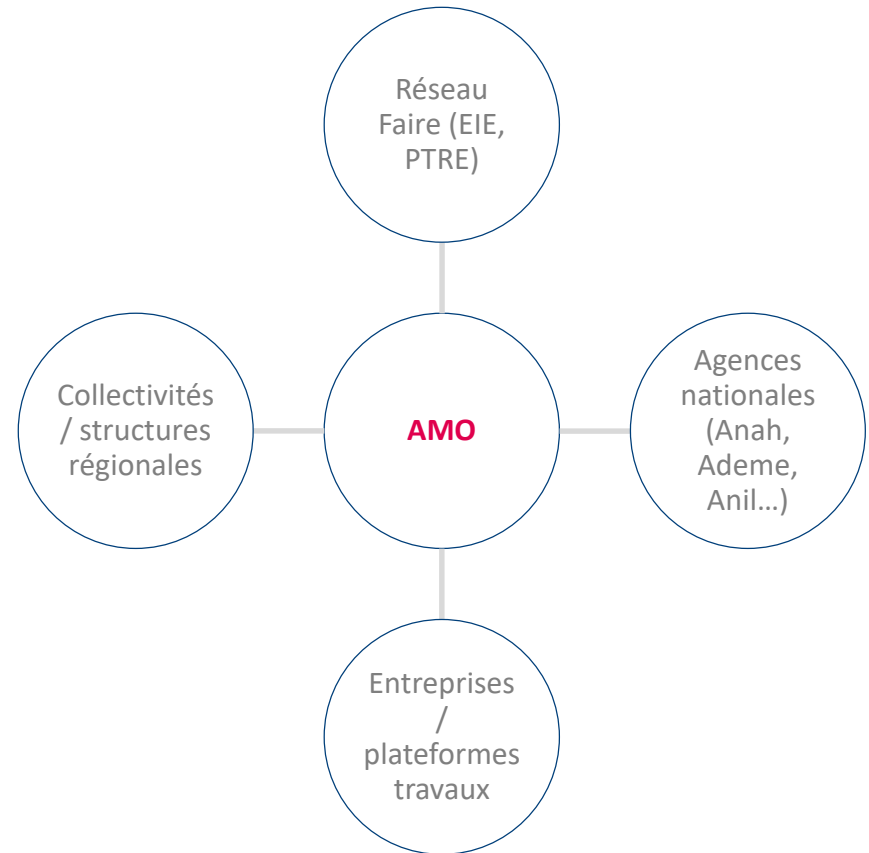 Réseau
Faire (EIE,
PTRE)
Collectivités
/ structures
régionales
AMO
Agences
nationales
(Anah,
Ademe,
Anil…)
Entreprises
/
plateformes
travaux